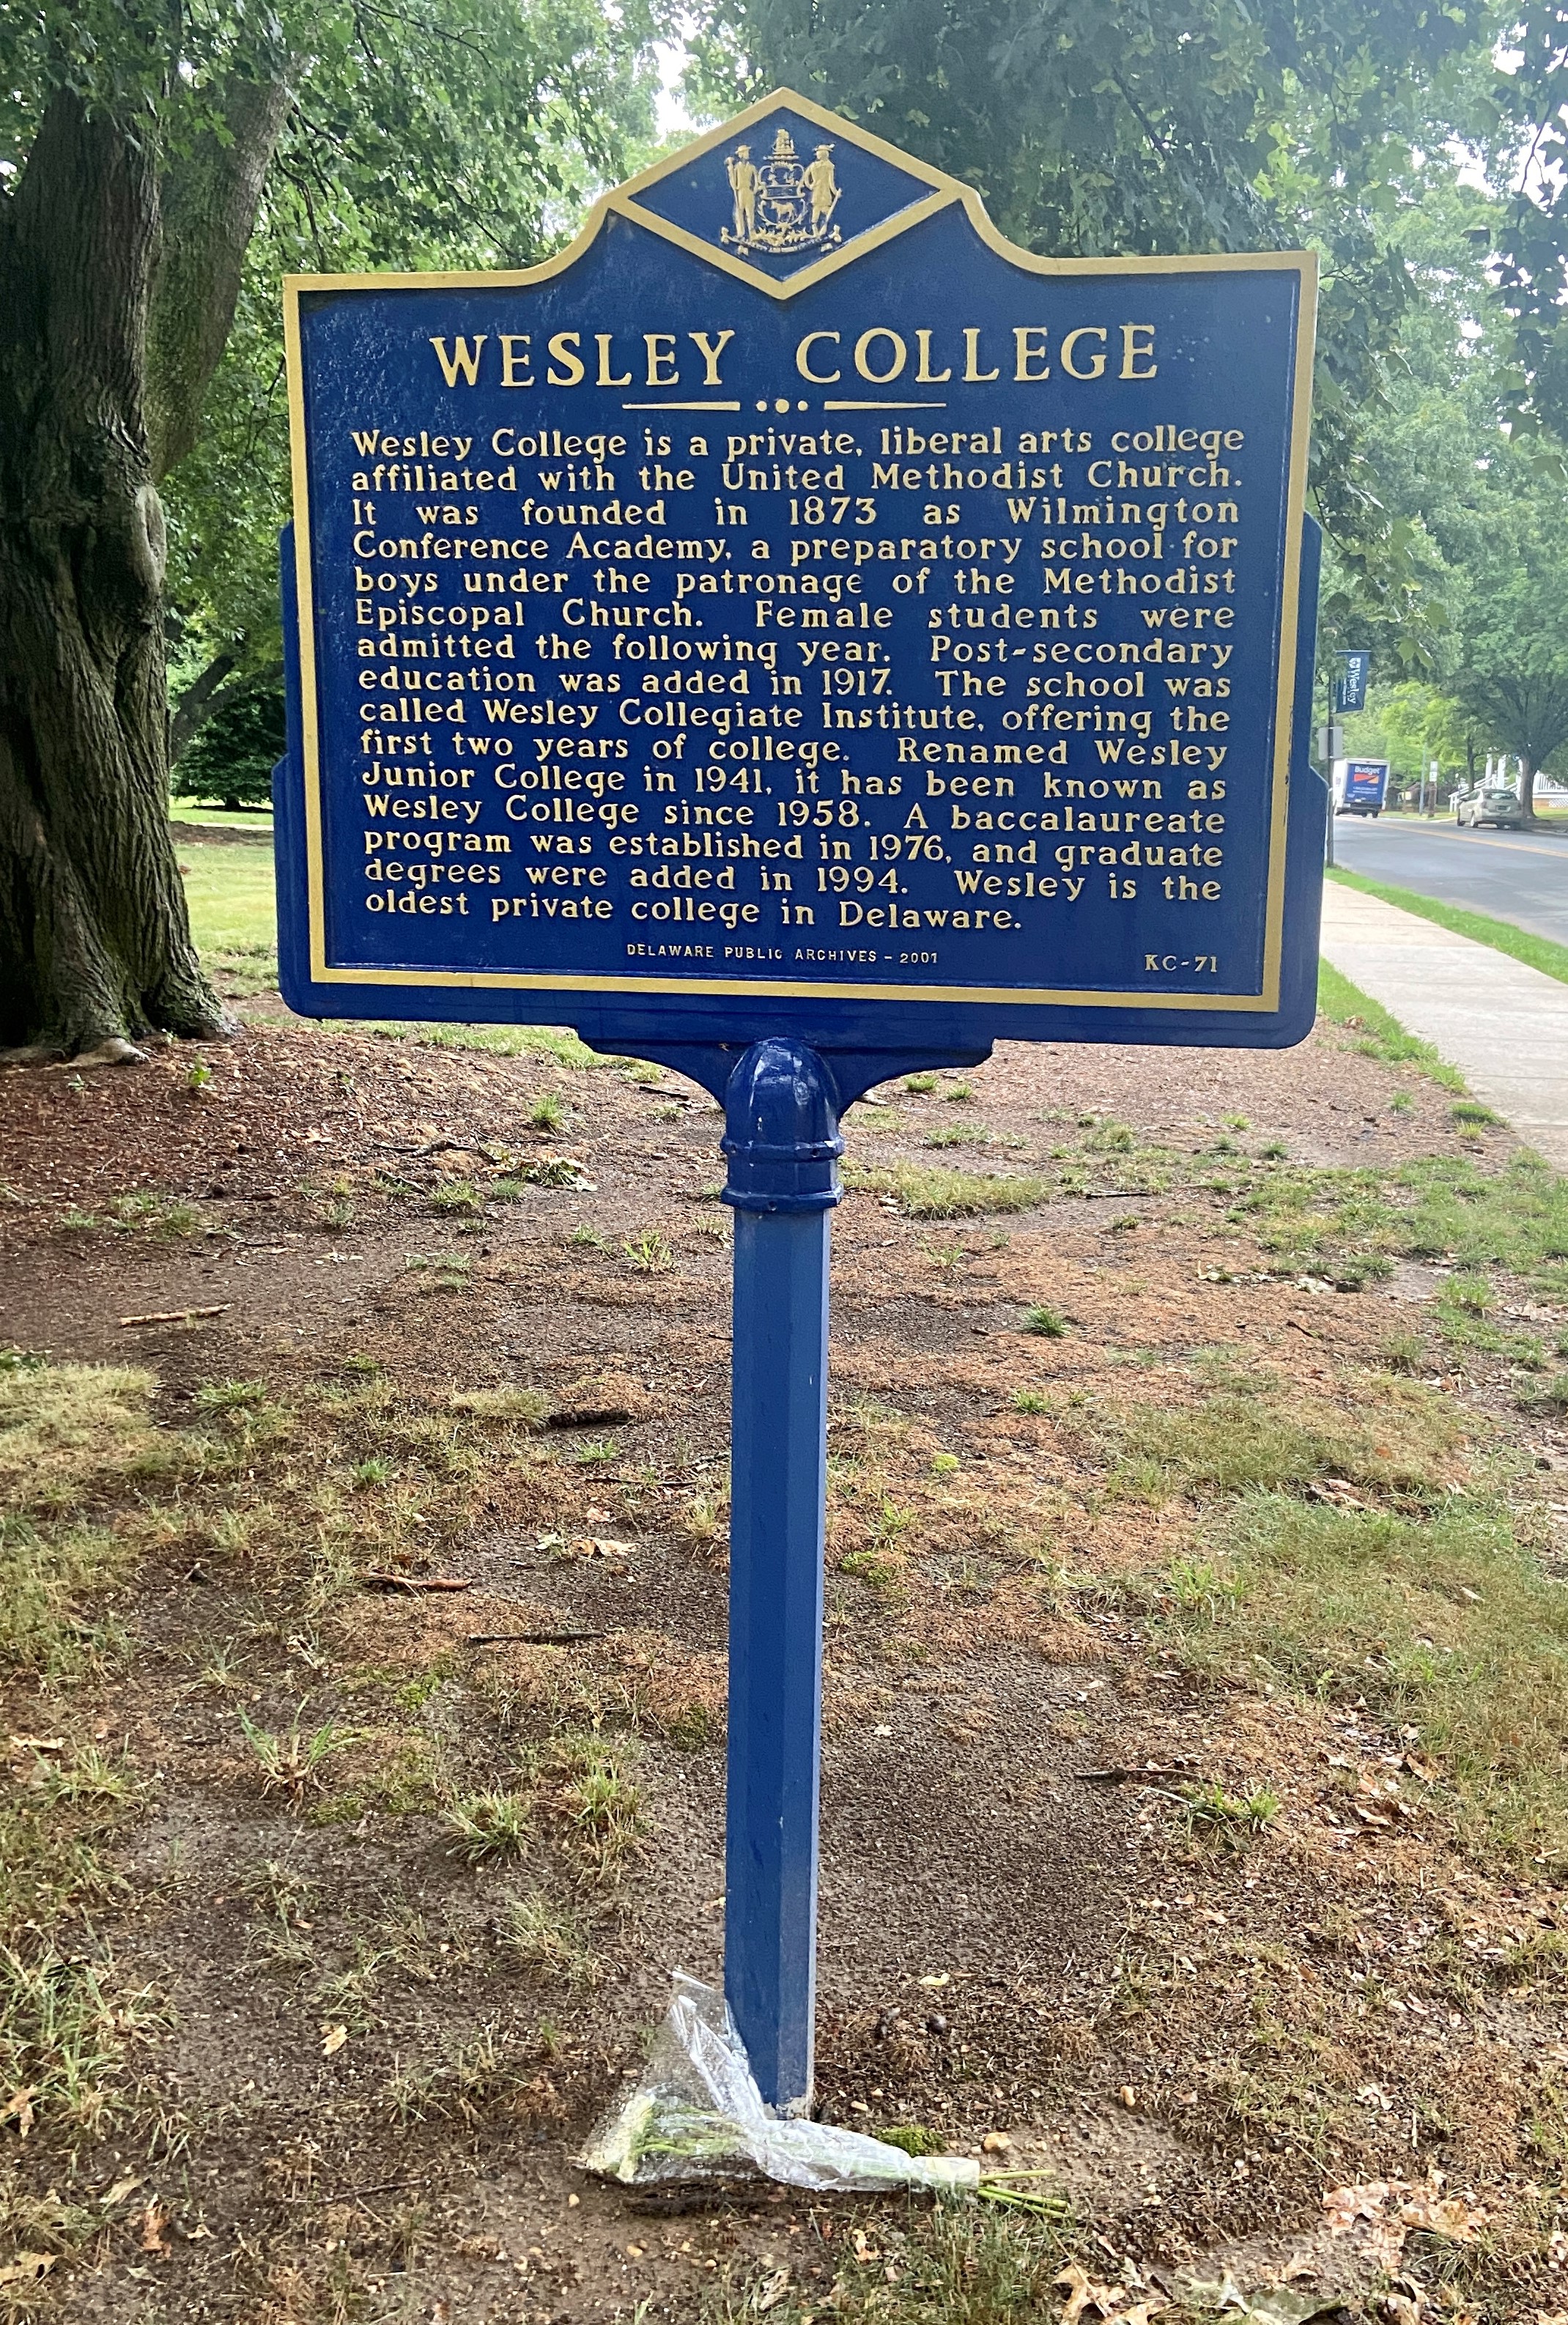 WESLEY COLLEGE
Wesley College is a private, liberal arts college
affiliated with the United Methodist Church.
It was founded in 1873 as Wilmington
Conference Academy, a preparatory school for
boys under the patronage of the Methodist
Episcopal Church. Female students were
admitted the following year. Post-secondary
education was added in 1917. The school was
called Wesley Collegiate Institute, offering the
first two years of college. Renamed Wesley
Junior College in 1941, it has been known as
Wesley College since 1958. A baccalaureate
program was established in 1976, and graduate
degrees were added in 1994. Wesley is the
oldest private college in Delaware.
DELAWARE PUBLIC ARCHIVES - 2001
KC-71
Wesley
Budget